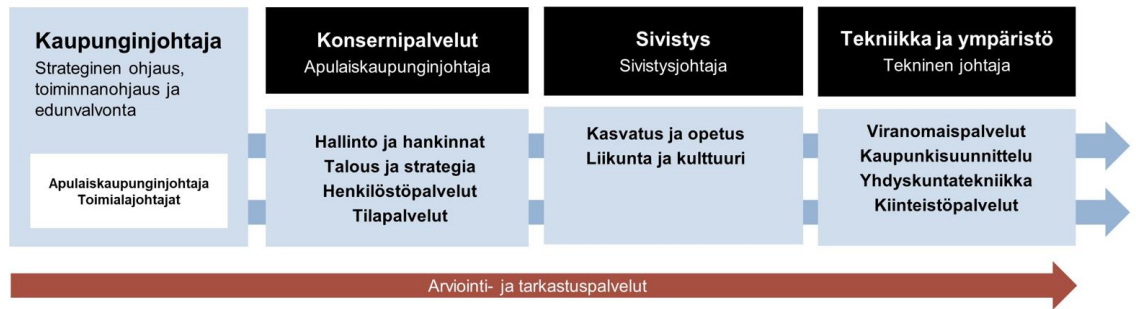 Kaupunginjohtaja
Strateginen ohjaus,
toiminnanohjaus ja
edunvalvonta
Apulaiskaupunginjohtaja
Toimialajohtajat
Konsernipalvelut
Apulaiskaupunginjohtaja
Hallinto ja hankinnat
Talous ja strategia
Henkilöstöpalvelut
Tilapalvelut
Sivistys
Sivistysjohtaja
Kasvatus ja opetus
Liikunta ja kulttuuri
Tekniikka ja ympäristö
Tekninen johtaja
Viranomaispalvelut
Kaupunkisuunnittelu
Yhdyskuntatekniikka
Kiinteistöpalvelut
Arviointi- ja tarkastuspalvelut